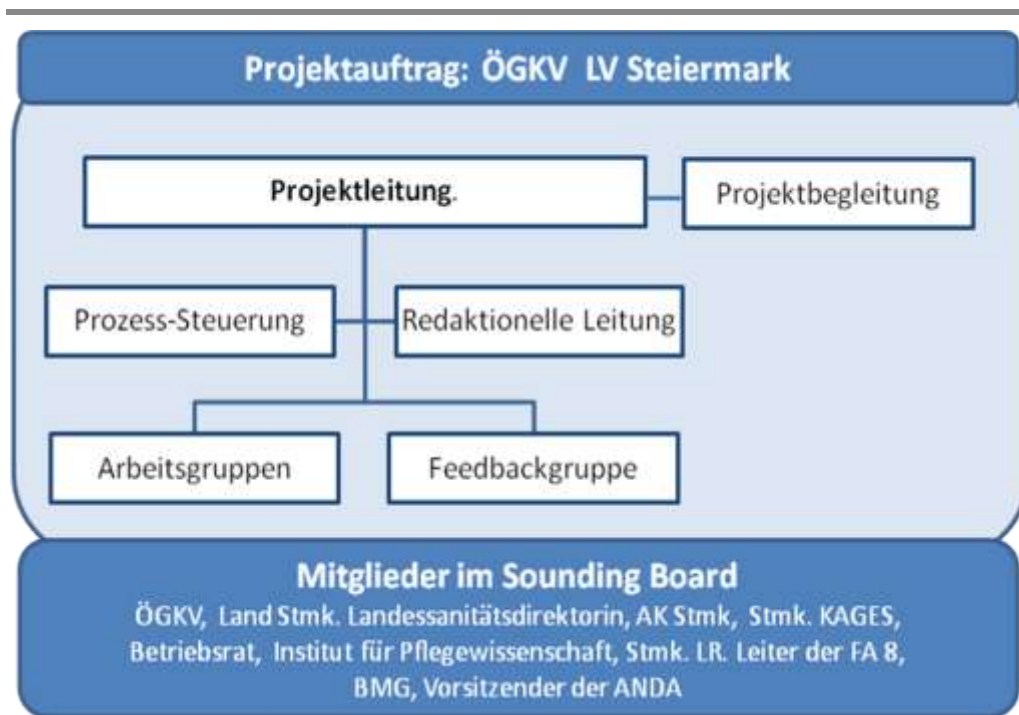 Projektauftrag: ÖGKV LV Steiermark
Projektleitung.
Projektbegleitung
Prozess-Steuerung
Redaktionelle Leitung
Arbeitsgruppen
Feedbackgruppe
Mitglieder im Sounding Board
ÖGKV, Land Stmk. Landessanitätsdirektorin, AK Stmk, Stmk. KAGES,
Betriebsrat, Institut für Pflegewissenschaft, Stmk. LR. Leiter der FA 8,
BMG, Vorsitzender der ANDA